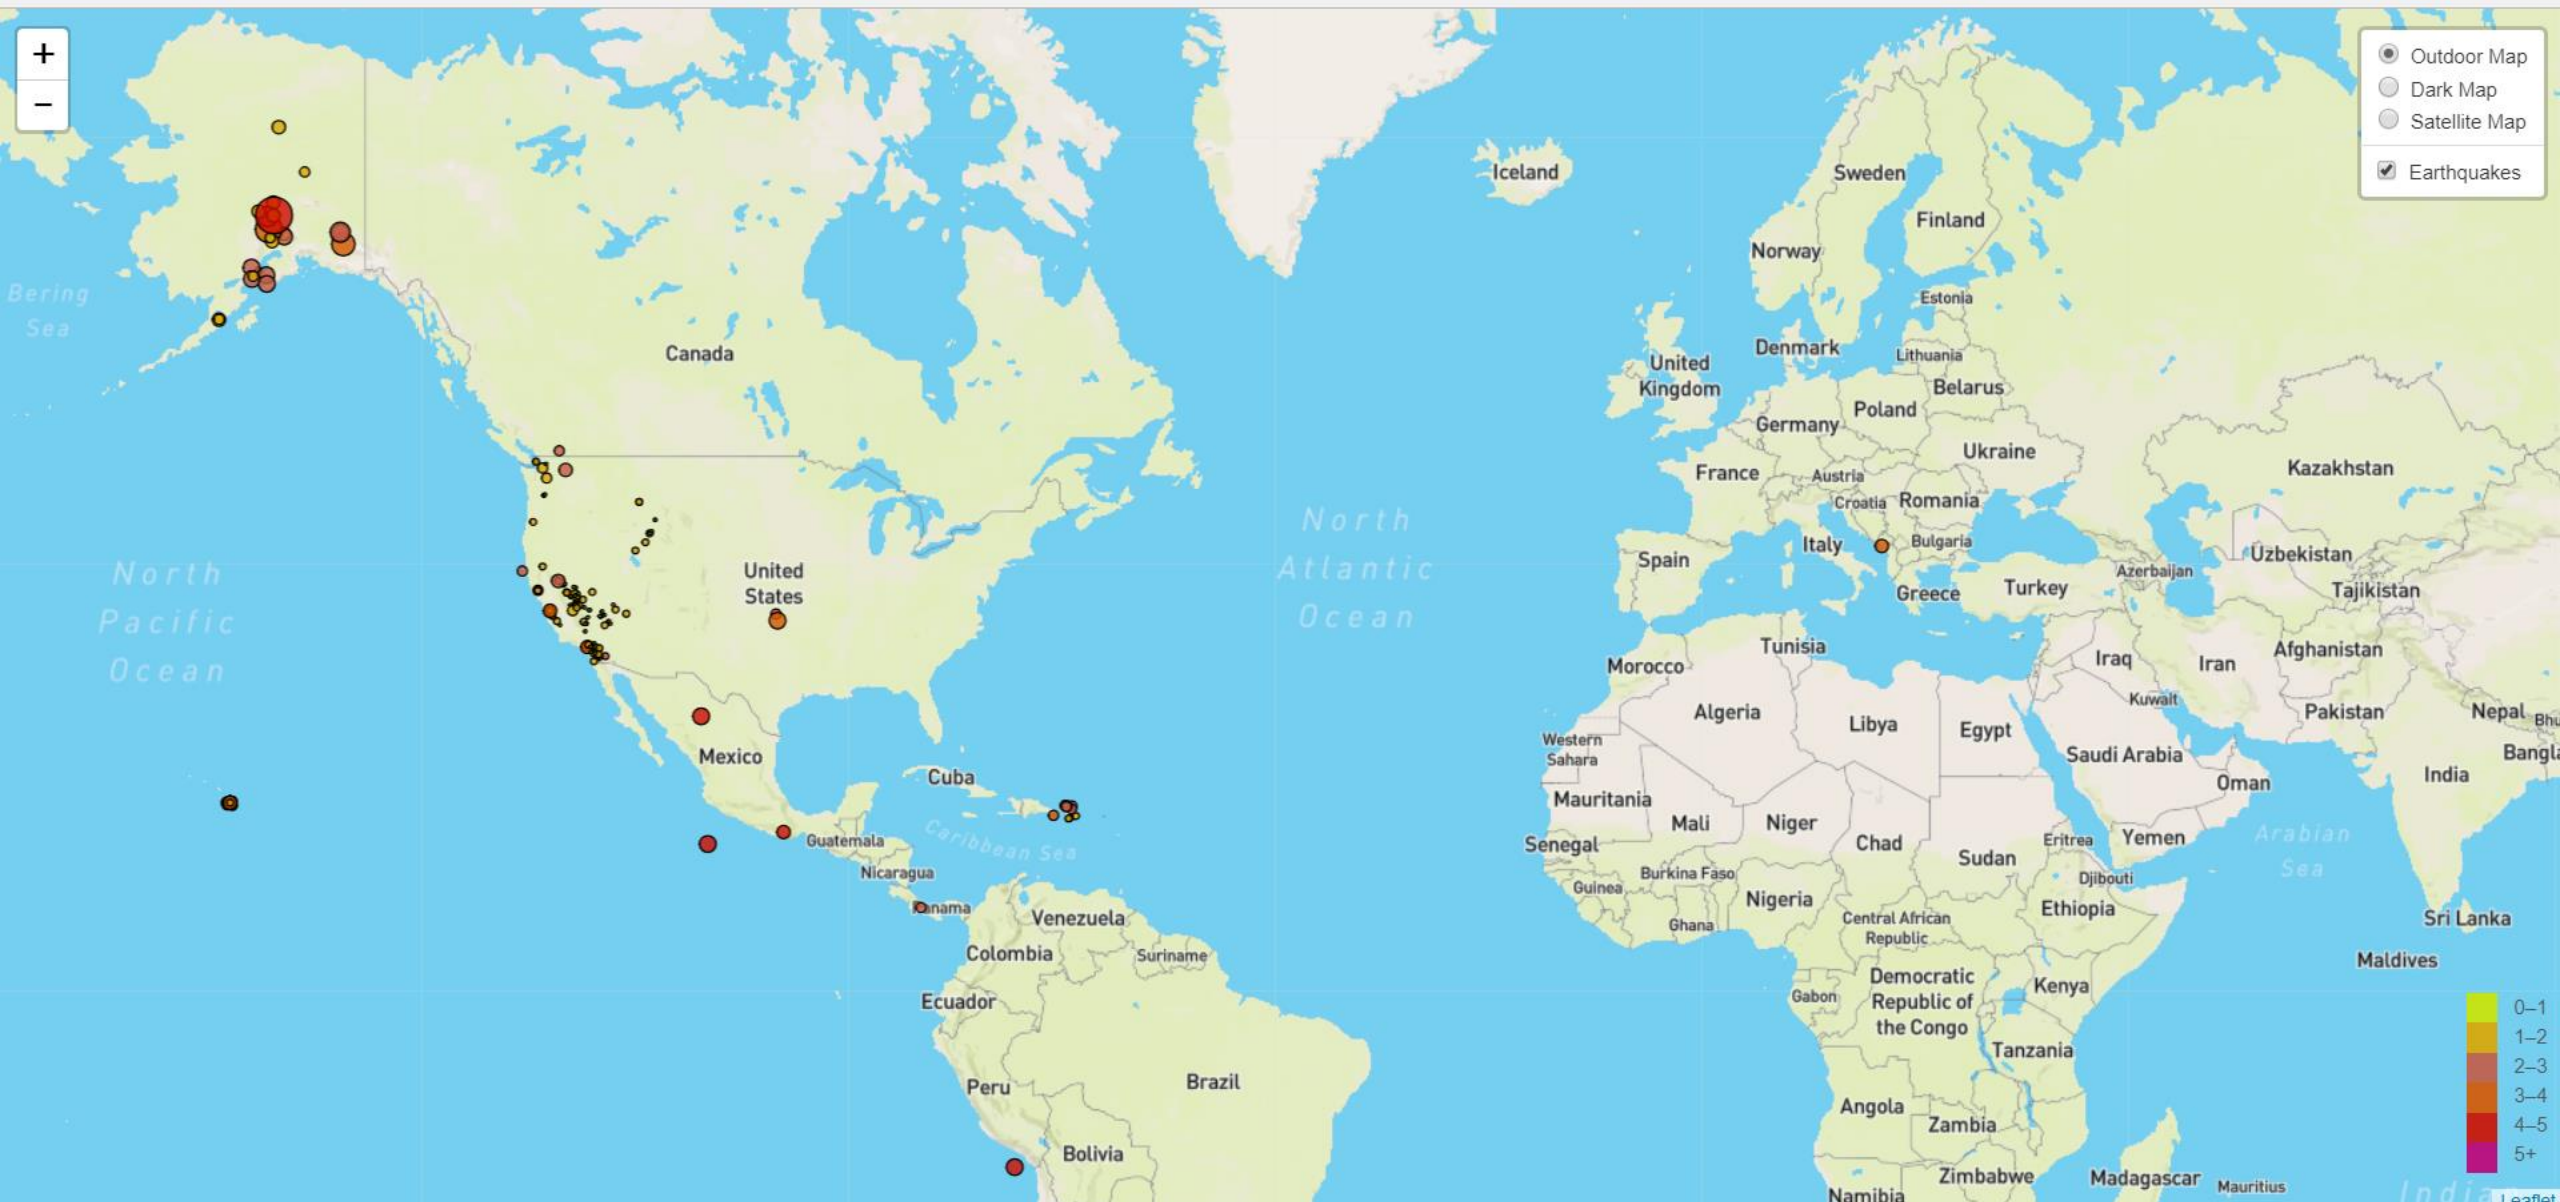 +
−
Outdoor Map
Dark Map
Satellite Map
Earthquakes
Iceland
Sweden
Finland
Norway
Bering
Sea
Estonia
Canada
Denmark
Lithuania
United
Kingdom
Belarus
Poland
Germany
Ukraine
Kazakhstan
France
Austria
Croatia
Romania
North
Atlantic
Ocean
Italy
Bulgaria
Spain
Uzbekistan
Azerbaijan
North
Pacific
Ocean
United
States
Greece
Turkey
Tajikistan
Tunisia
Afghanistan
Morocco
Iraq
Iran
Kuwait
Algeria
Libya
Egypt
Pakistan
Nepal
Bhu
Western
Sahara
Mexico
Saudi Arabia
Bangla
Cuba
India
Oman
Mauritania
Mali
Niger
Chad
Guatemala
Caribbean Sea
Senegal
Eritrea
Yemen
Arabian
Sea
Sudan
Nicaragua
Burkina Faso
Guinea
Djibouti
Panama
Venezuela
Nigeria
Ethiopia
Ghana
Central African
Republic
Sri Lanka
Colombia
Suriname
Maldives
Democratic
Republic of
the Congo
Kenya
Gabon
Ecuador
0–1
1–2
2–3
3–4
4–5
5+
Tanzania
Peru
Brazil
Angola
Zambia
Bolivia
Zimbabwe
Madagascar
Mauritius
Namibia
India
Leaflet